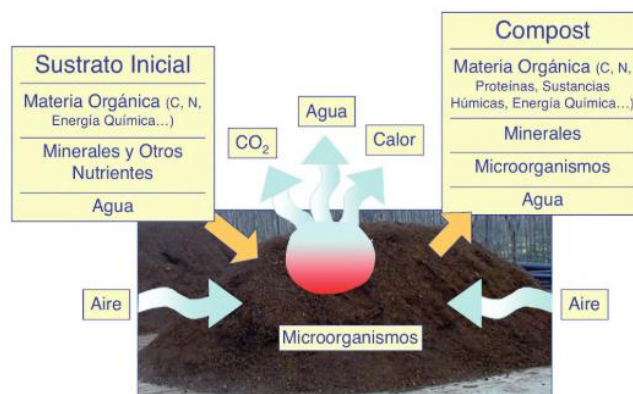 Sustrato Inicial
Materia Orgánica (C, N,
Energía Química...)
Minerales y Otros
Nutrientes
Agua
CO₂
Agua
Calor
Compost
Materia Orgánica (C, N,
Proteínas, Sustancias
Húmicas, Energía Química...)
Minerales
Microorganismos
Agua
Aire
Aire
Microorganismos